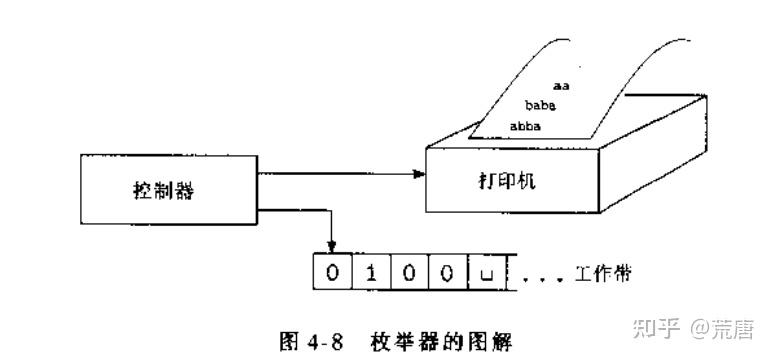 aa
baba
abba
控制器
打印机
0 1 0 0 ⊔ ... 工作带
图 4-8 枚举器的图解
知乎 @荒唐